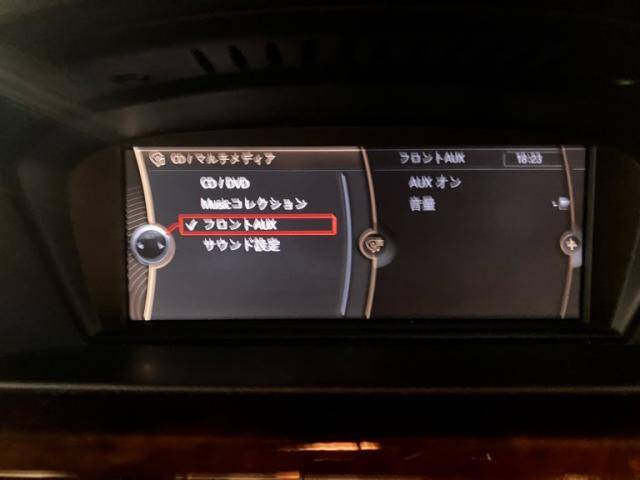 CD / マルチメディア
フロントAUX
18:23
CD / DVD
Musicコレクション
フロントAUX
サウンド設定
AUX オン
音量